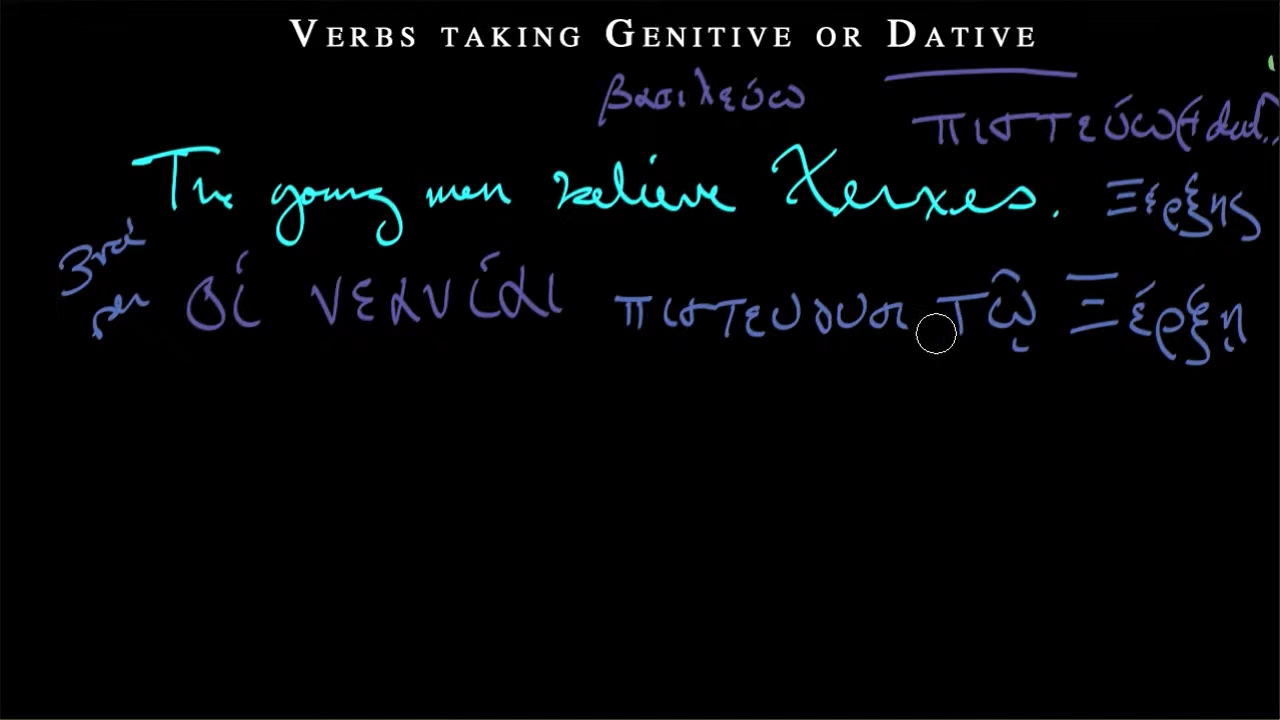 VERBS TAKING GENITIVE OR DATIVE
βασιλεύω
πιστεύω (+ dat.)
The young men believe Xerxes. Ξέρξης
3rd
per
οἱ νεανίαι πιστευουσι τῷ Ξέρξῃ